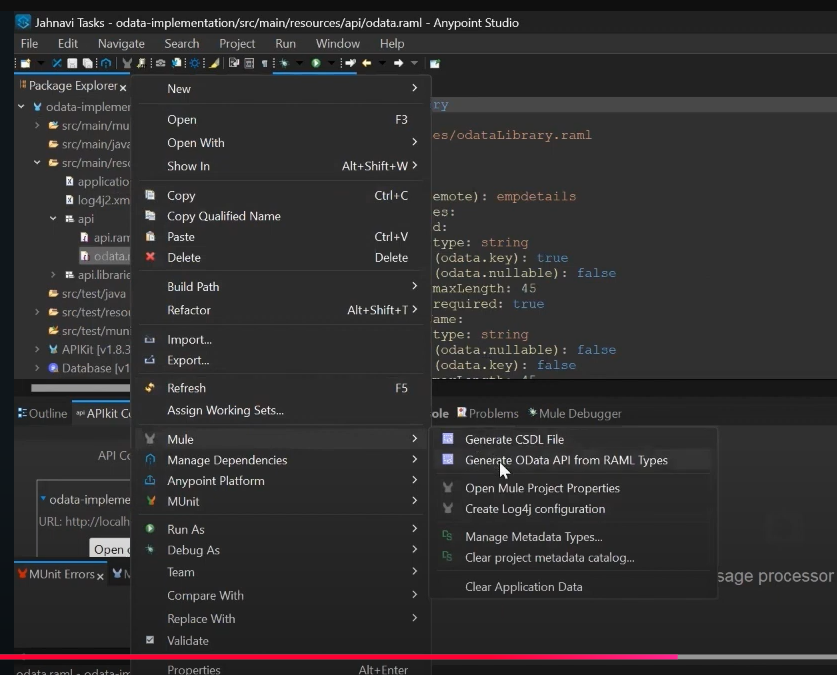 Jahnavi Tasks - odata-implementation/src/main/resources/api/odata.raml - Anypoint Studio
File Edit Navigate Search Project Run Window Help
Package Explorer
odata-implemen
src/main/mu
src/main/java
src/main/reso
applicatio
log4j2.xm
api
api.ram
odata.r
api.librarie
src/test/java
src/test/resou
src/test/mun
APIKit [v1.8.3
Database [v1
New
Open F3
Open With
Show In Alt+Shift+W
Copy Ctrl+C
Copy Qualified Name
Paste Ctrl+V
Delete Delete
Build Path
Refactor Alt+Shift+T
Import...
Export...
Refresh F5
Assign Working Sets...
Mule
Manage Dependencies
Anypoint Platform
MUnit
Run As
Debug As
Team
Compare With
Replace With
Validate
Properties Alt+Enter
ry
es/odataLibrary.raml
emote): empdetails
es:
d:
type: string
(odata.key): true
(odata.nullable): false
maxLength: 45
required: true
ame:
type: string
(odata.nullable): false
(odata.key): false
maxLength: 45
Outline APIkit Co
ole Problems Mule Debugger
Generate CSDL File
Generate OData API from RAML Types
Open Mule Project Properties
Create Log4j configuration
Manage Metadata Types...
Clear project metadata catalog...
Clear Application Data
API Co
odata-impleme
URL: http://localh
Open c
MUnit Errors M
sage processor
odata.raml - odata-im